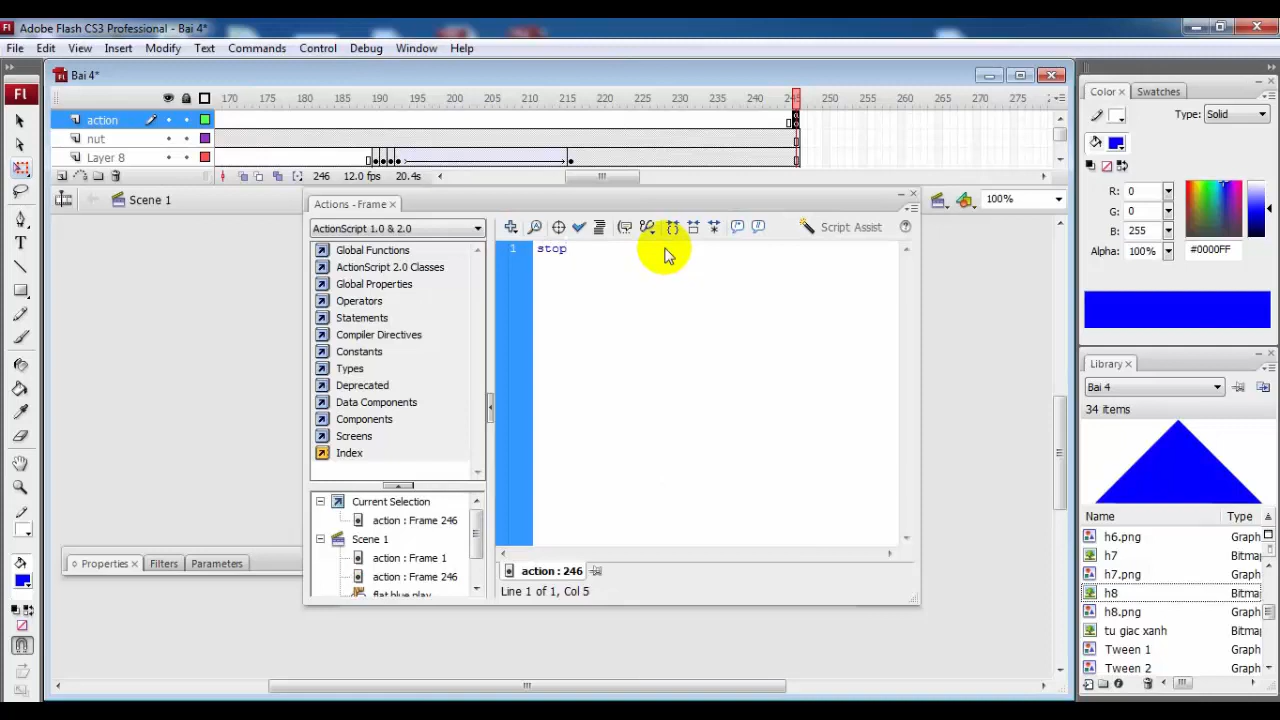 Adobe Flash CS3 Professional - Bai 4*
File Edit View Insert Modify Text Commands Control Debug Window Help
Bai 4*
170 175 180 185 190 195 200 205 210 215 220 225 230 235 240 250 255 260 265 270 275
action
nut
Layer 8
246 12.0 fps 20.4s
Scene 1
100%
Actions - Frame
ActionScript 1.0 & 2.0
Script Assist
Global Functions
ActionScript 2.0 Classes
Global Properties
Operators
Statements
Compiler Directives
Constants
Types
Deprecated
Data Components
Components
Screens
Index
1 stop
Current Selection
action : Frame 246
Scene 1
action : Frame 1
action : Frame 246
flat blue play
action : 246
Line 1 of 1, Col 5
Properties Filters Parameters
Color Swatches
Type: Solid
R: 0
G: 0
B: 255
Alpha: 100%
#0000FF
Library
Bai 4
34 items
Name Type
h6.png Graph
h7 Bitma
h7.png Graph
h8 Bitma
h8.png Graph
tu giac xanh Bitma
Tween 1 Graph
Tween 2 Graph
Fl